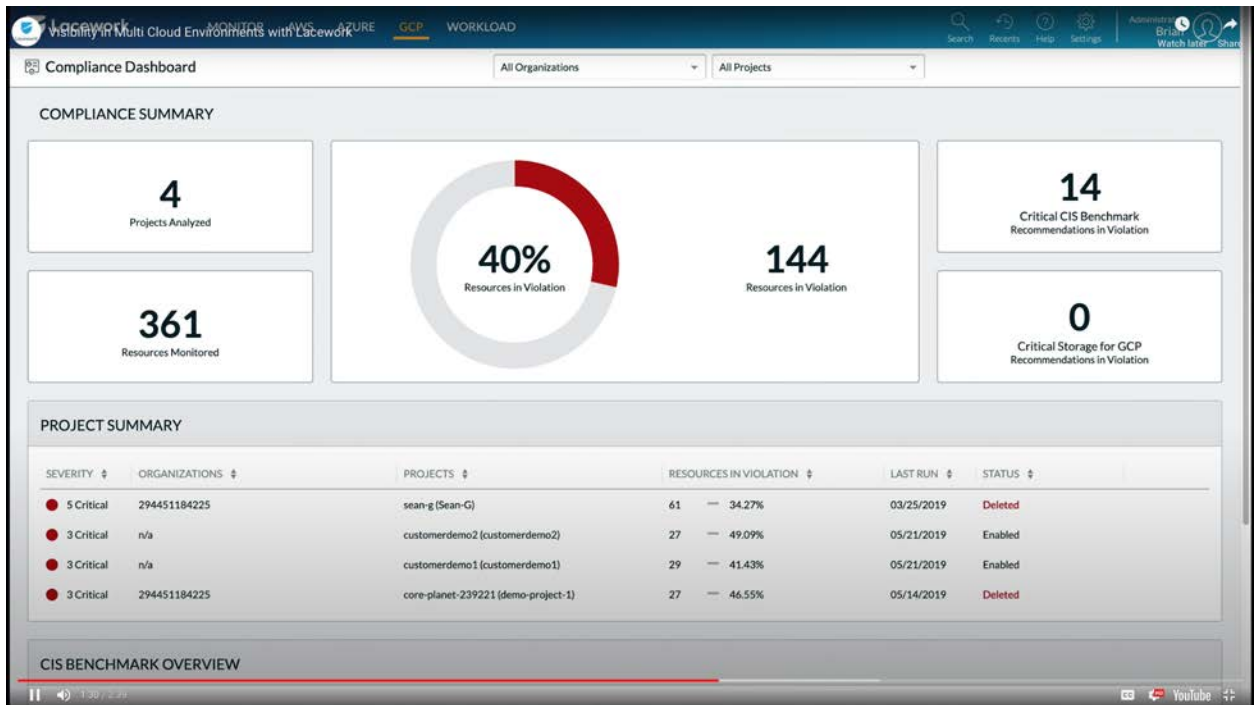 Lacework
Visibility in Multi Cloud Environments with Lacework
MONITOR AWS AZURE GCP WORKLOAD
Search Recents Help Settings
Brian
Watch later Share
Compliance Dashboard
All Organizations All Projects
COMPLIANCE SUMMARY
4
Projects Analyzed
361
Resources Monitored
40%
Resources in Violation
144
Resources in Violation
14
Critical CIS Benchmark
Recommendations in Violation
0
Critical Storage for GCP
Recommendations in Violation
PROJECT SUMMARY
SEVERITY ORGANIZATIONS PROJECTS RESOURCES IN VIOLATION LAST RUN STATUS
5 Critical 294451184225 sean-g (Sean-G) 61 — 34.27% 03/25/2019 Deleted
3 Critical n/a customerdemo2 (customerdemo2) 27 — 49.09% 05/21/2019 Enabled
3 Critical n/a customerdemo1 (customerdemo1) 29 — 41.43% 05/21/2019 Enabled
3 Critical 294451184225 core-planet-239221 (demo-project-1) 27 — 46.55% 05/14/2019 Deleted
CIS BENCHMARK OVERVIEW
CC YouTube